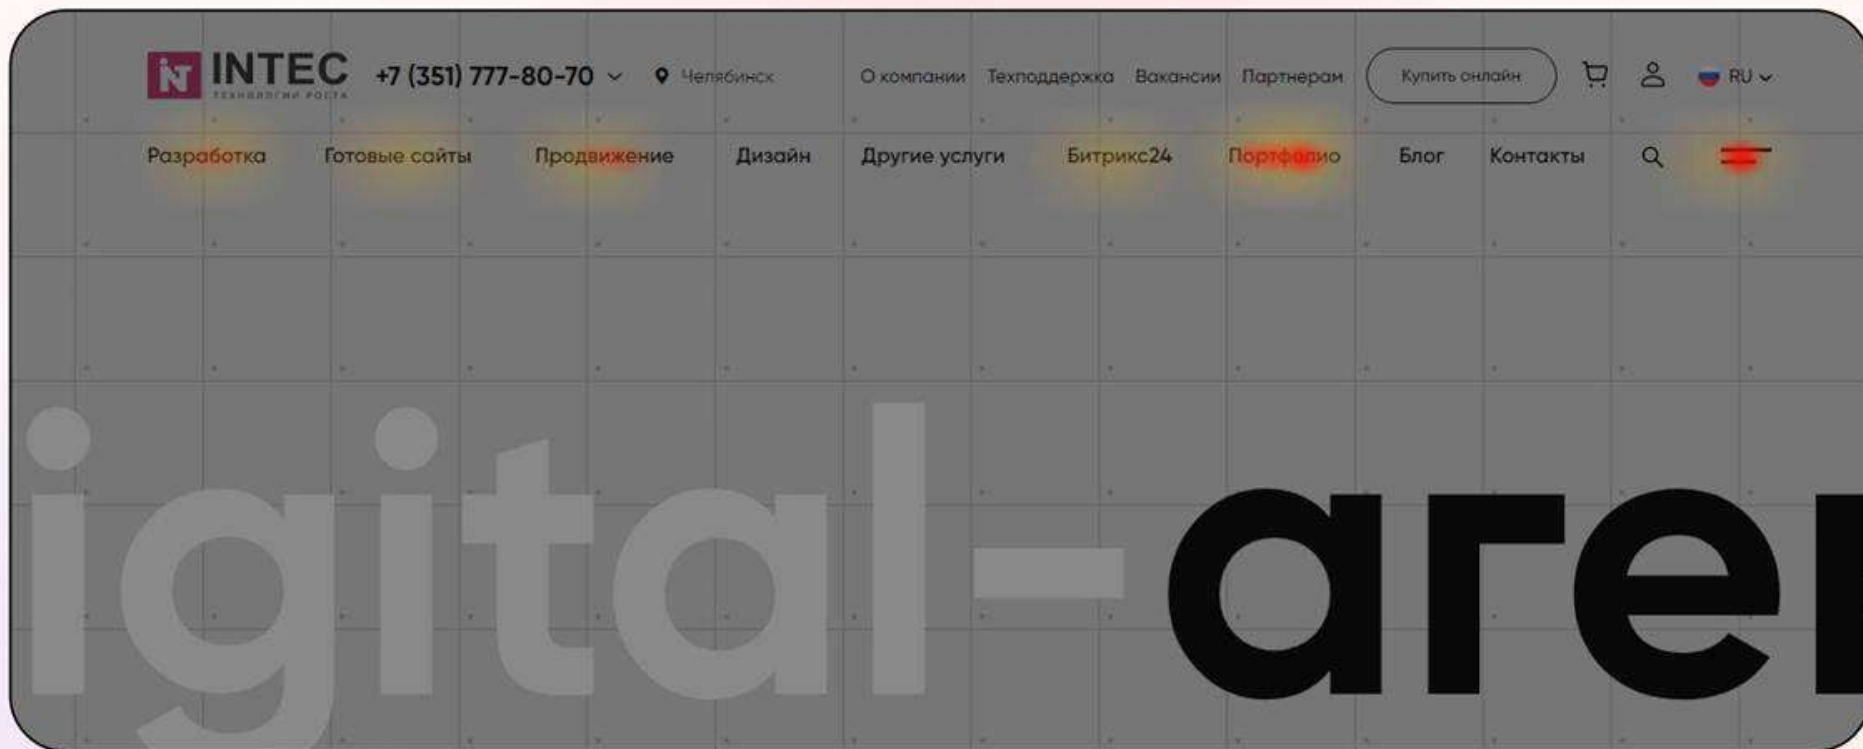 INTEC +7 (351) 777-80-70 Челябинск О компании Техподдержка Вакансии Партнерам Купить онлайн RU
ТЕХНОЛОГИИ РОСТА
Разработка Готовые сайты Продвижение Дизайн Другие услуги Битрикс24 Портфолио Блог Контакты
igital-аген